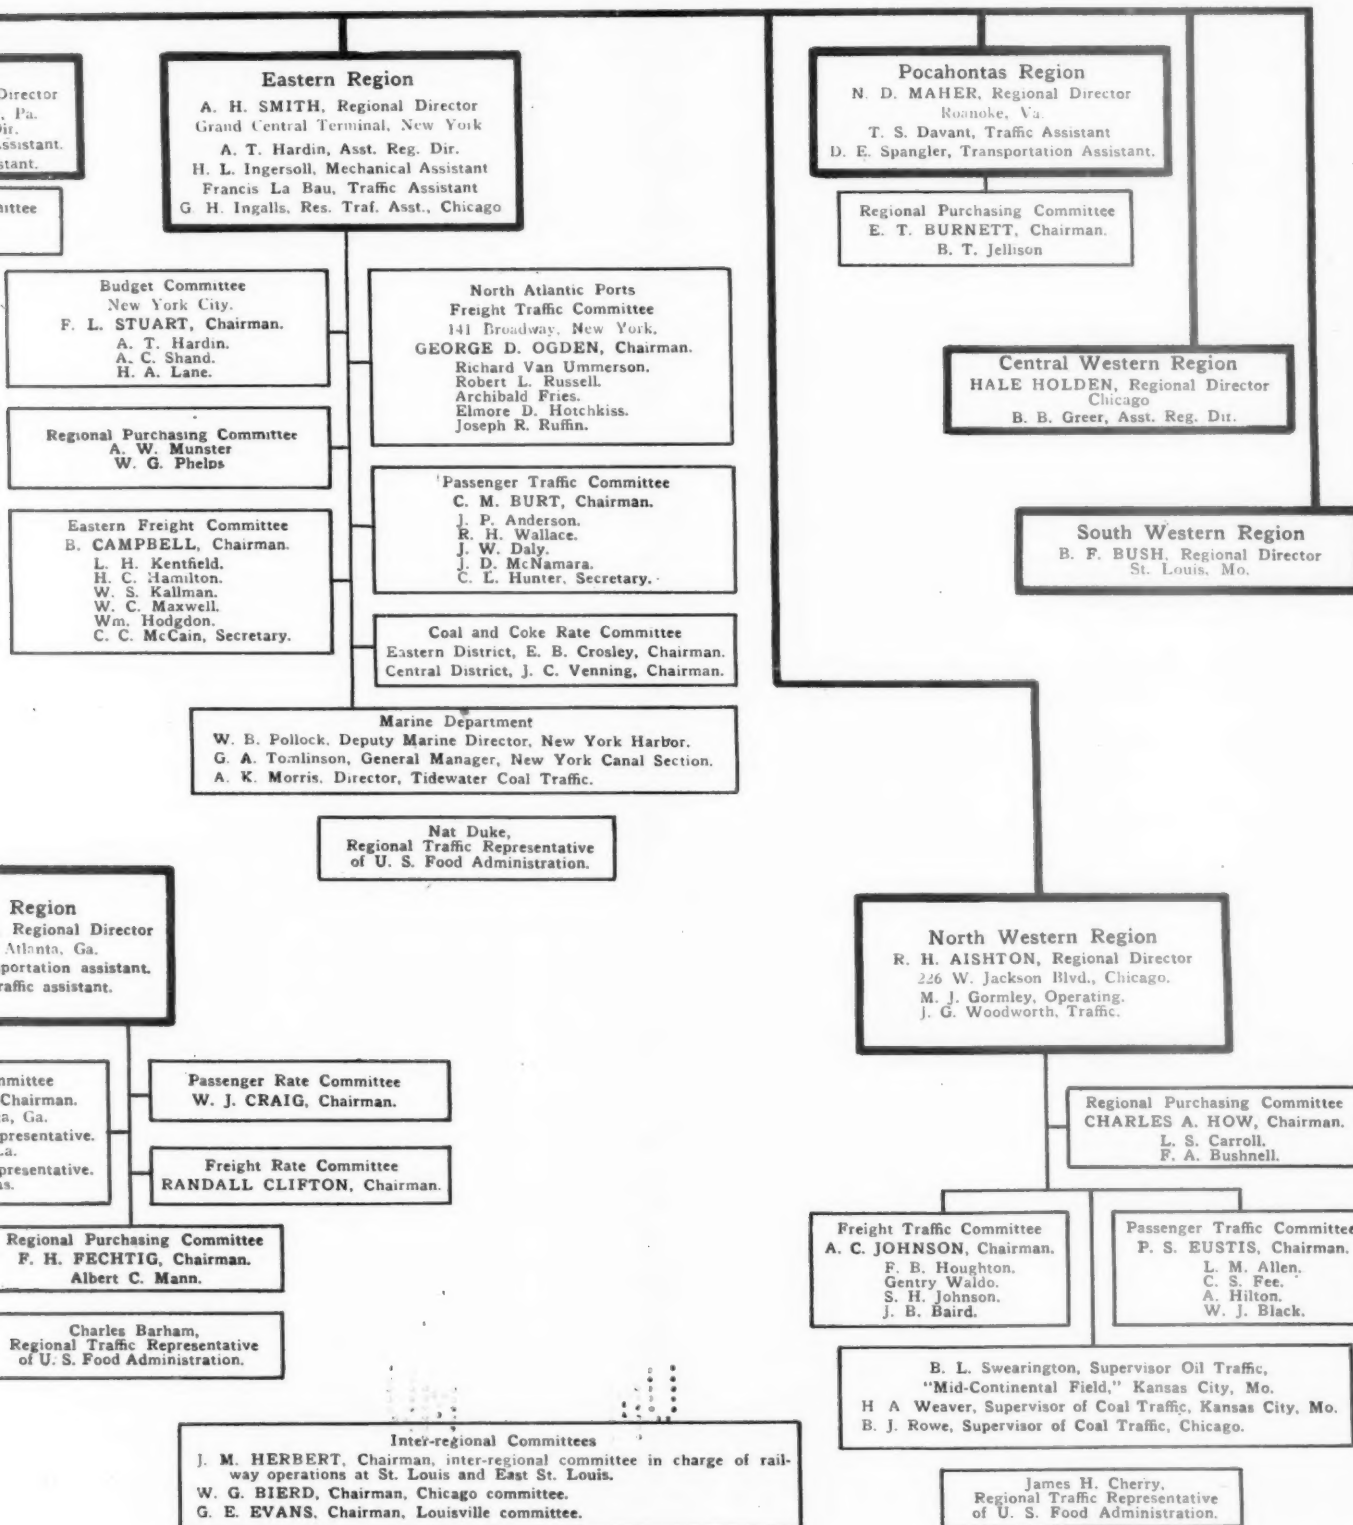 Director
, Pa.
Dir.
Assistant.
stant.
mittee
Eastern Region
A. H. SMITH, Regional Director
Grand Central Terminal, New York
A. T. Hardin, Asst. Reg. Dir.
H. L. Ingersoll, Mechanical Assistant
Francis La Bau, Traffic Assistant
G. H. Ingalls, Res. Traf. Asst., Chicago
Budget Committee
New York City.
F. L. STUART, Chairman.
A. T. Hardin.
A. C. Shand.
H. A. Lane.
North Atlantic Ports
Freight Traffic Committee
141 Broadway, New York.
GEORGE D. OGDEN, Chairman.
Richard Van Ummerson.
Robert L. Russell.
Archibald Fries.
Elmore D. Hotchkiss.
Joseph R. Ruffin.
Regional Purchasing Committee
A. W. Munster
W. G. Phelps
Passenger Traffic Committee
C. M. BURT, Chairman.
J. P. Anderson.
R. H. Wallace.
J. W. Daly.
J. D. McNamara.
C. L. Hunter, Secretary.
Eastern Freight Committee
B. CAMPBELL, Chairman.
L. H. Kentfield.
H. C. Hamilton.
W. S. Kallman.
W. C. Maxwell.
Wm. Hodgdon.
C. C. McCain, Secretary.
Coal and Coke Rate Committee
Eastern District, E. B. Crosley, Chairman.
Central District, J. C. Venning, Chairman.
Marine Department
W. B. Pollock, Deputy Marine Director, New York Harbor.
G. A. Tomlinson, General Manager, New York Canal Section.
A. K. Morris, Director, Tidewater Coal Traffic.
Nat Duke,
Regional Traffic Representative
of U. S. Food Administration.
Pocahontas Region
N. D. MAHER, Regional Director
Roanoke, Va.
T. S. Davant, Traffic Assistant
D. E. Spangler, Transportation Assistant.
Regional Purchasing Committee
E. T. BURNETT, Chairman.
B. T. Jellison
Central Western Region
HALE HOLDEN, Regional Director
Chicago
B. B. Greer, Asst. Reg. Dir.
South Western Region
B. F. BUSH, Regional Director
St. Louis, Mo.
Region
, Regional Director
Atlanta, Ga.
portation assistant.
raffic assistant.
mmittee
Chairman.
a, Ga.
presentative.
La.
presentative.
as.
Passenger Rate Committee
W. J. CRAIG, Chairman.
Freight Rate Committee
RANDALL CLIFTON, Chairman.
Regional Purchasing Committee
F. H. FECHTIG, Chairman.
Albert C. Mann.
Charles Barham,
Regional Traffic Representative
of U. S. Food Administration.
North Western Region
R. H. AISHTON, Regional Director
226 W. Jackson Blvd., Chicago.
M. J. Gormley, Operating.
J. G. Woodworth, Traffic.
Regional Purchasing Committee
CHARLES A. HOW, Chairman.
L. S. Carroll.
F. A. Bushnell.
Freight Traffic Committee
A. C. JOHNSON, Chairman.
F. B. Houghton.
Gentry Waldo.
S. H. Johnson.
J. B. Baird.
Passenger Traffic Committee
P. S. EUSTIS, Chairman.
L. M. Allen.
C. S. Fee.
A. Hilton.
W. J. Black.
B. L. Swearington, Supervisor Oil Traffic,
"Mid-Continental Field," Kansas City, Mo.
H A Weaver, Supervisor of Coal Traffic, Kansas City, Mo.
B. J. Rowe, Supervisor of Coal Traffic, Chicago.
James H. Cherry,
Regional Traffic Representative
of U. S. Food Administration.
Inter-regional Committees
J. M. HERBERT, Chairman, inter-regional committee in charge of rail-
way operations at St. Louis and East St. Louis.
W. G. BIERD, Chairman, Chicago committee.
G. E. EVANS, Chairman, Louisville committee.